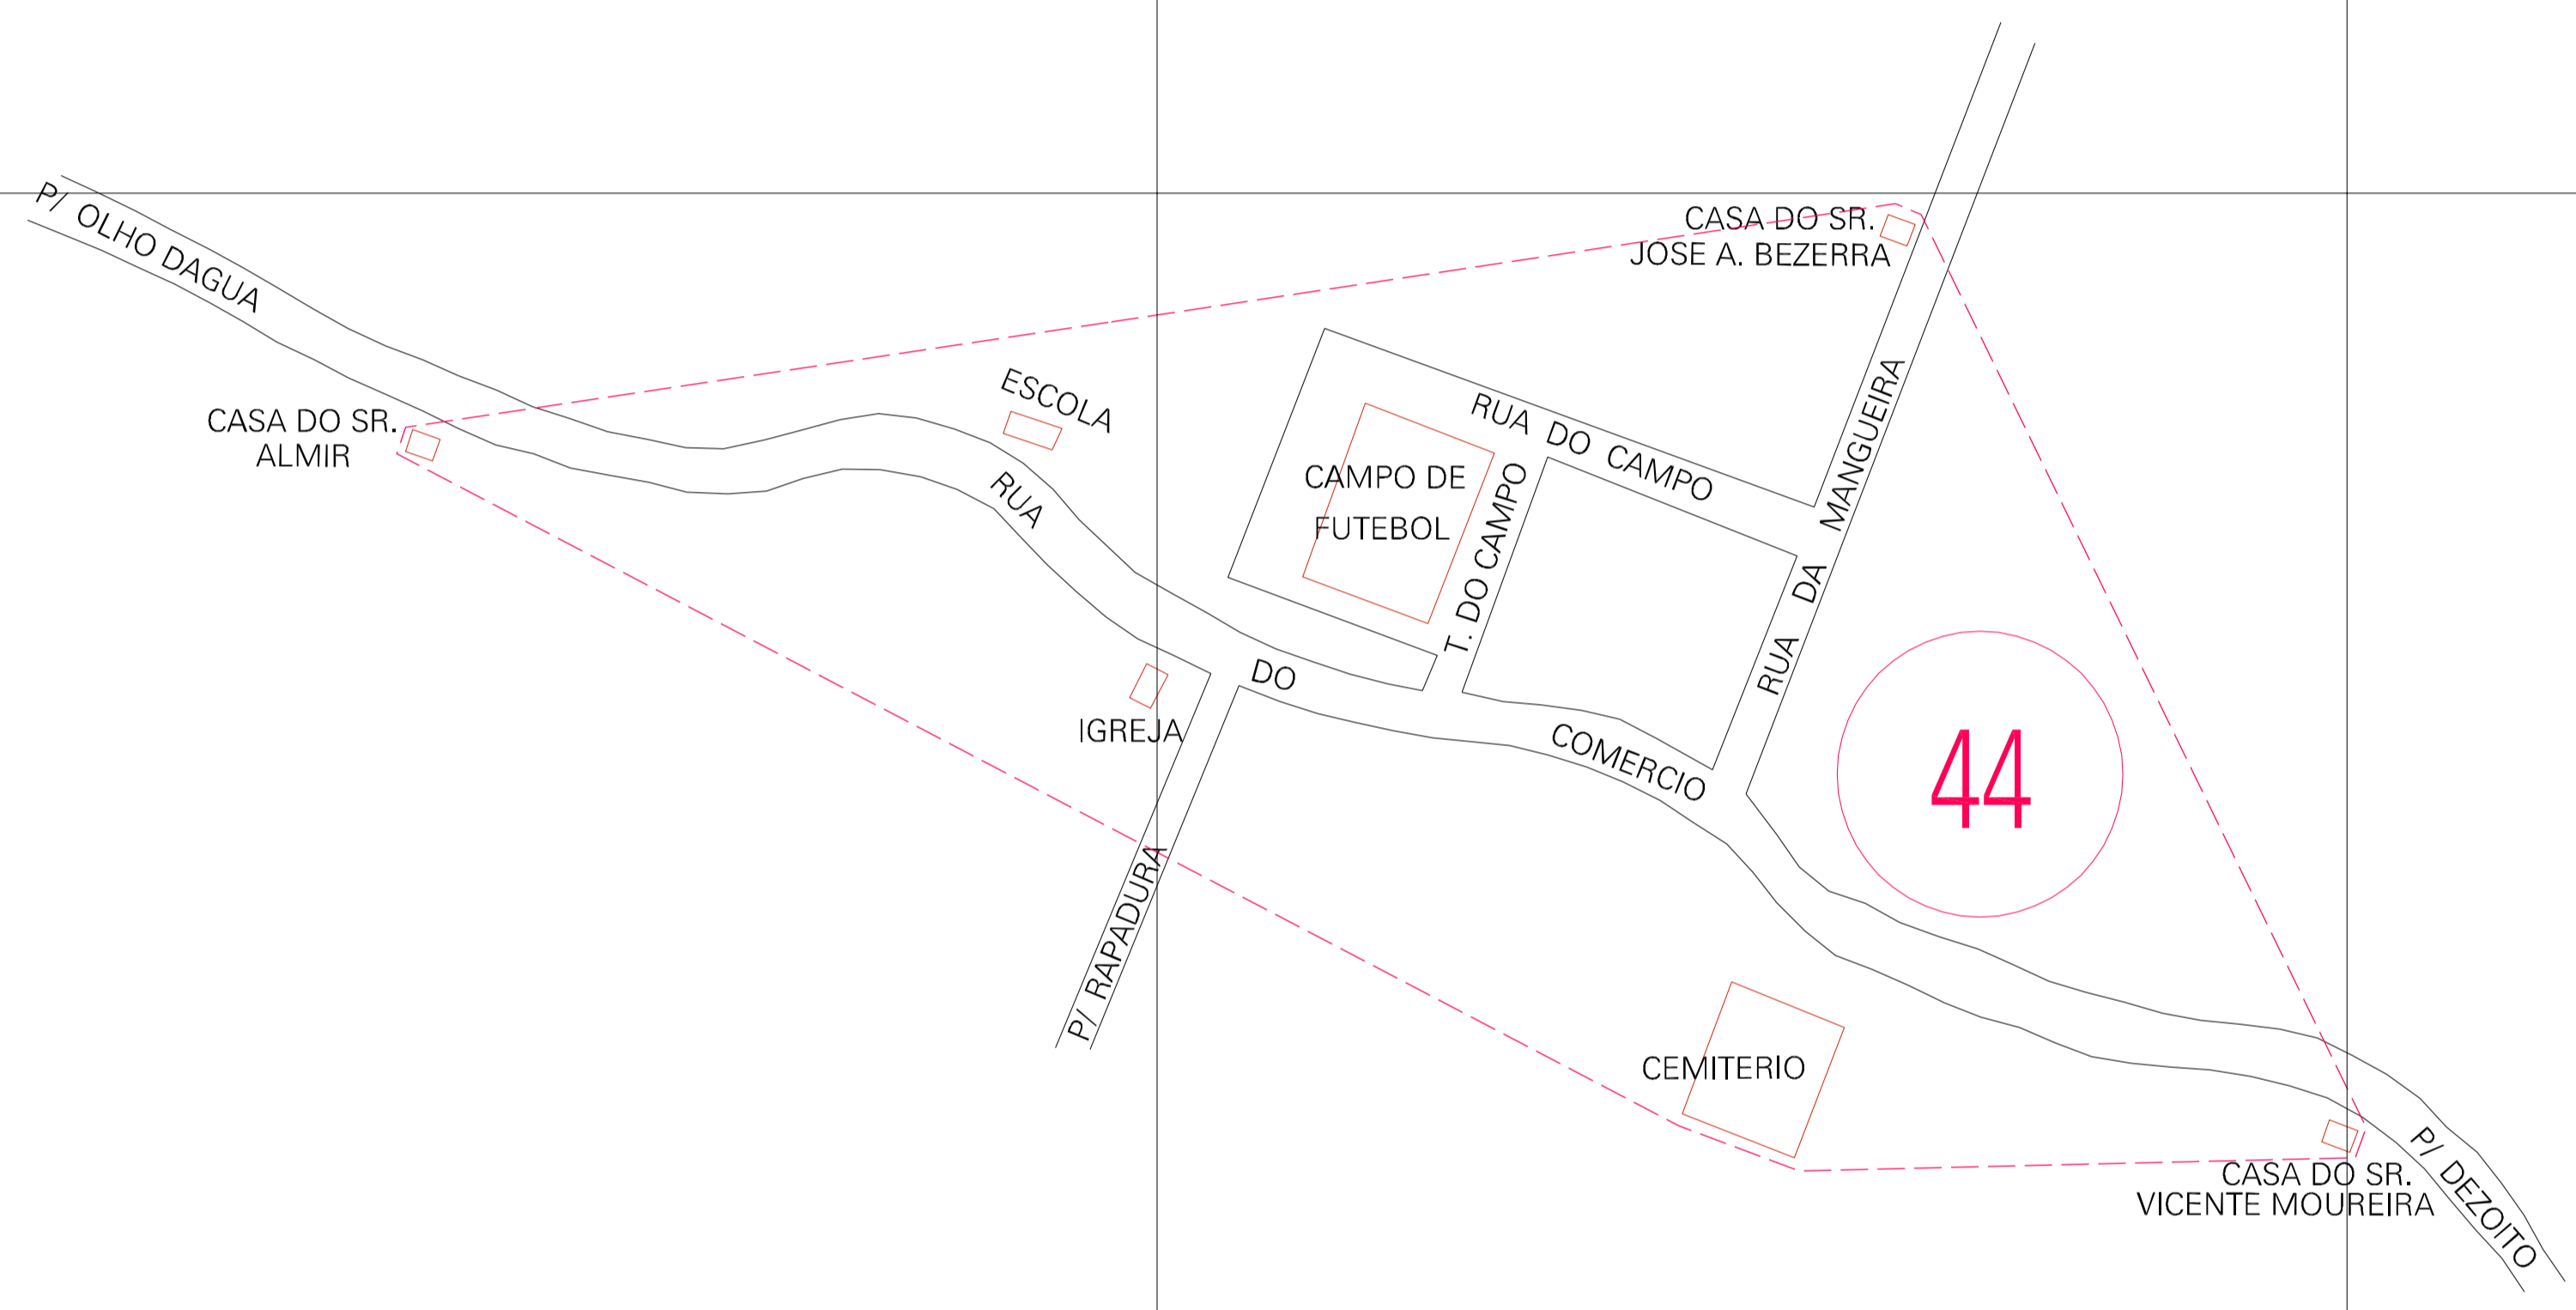 P/ OLHO DAGUA
CASA DO SR.
JOSE A. BEZERRA
CASA DO SR.
ALMIR
ESCOLA
RUA DO CAMPO
CAMPO DE
FUTEBOL
T. DO CAMPO
RUA DA MANGUEIRA
RUA DO COMERCIO
IGREJA
44
P/ RAPADURA
CEMITERIO
CASA DO SR.
VICENTE MOUREIRA
P/ DEZOITO